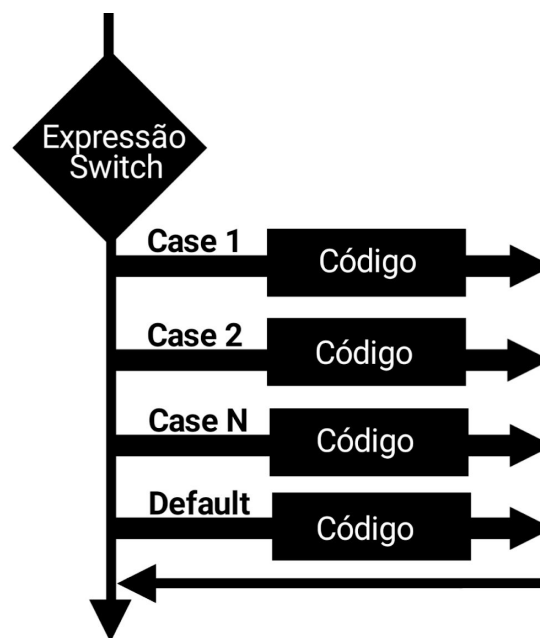 Expressão
Switch
Case 1
Código
Case 2
Código
Case N
Código
Default
Código